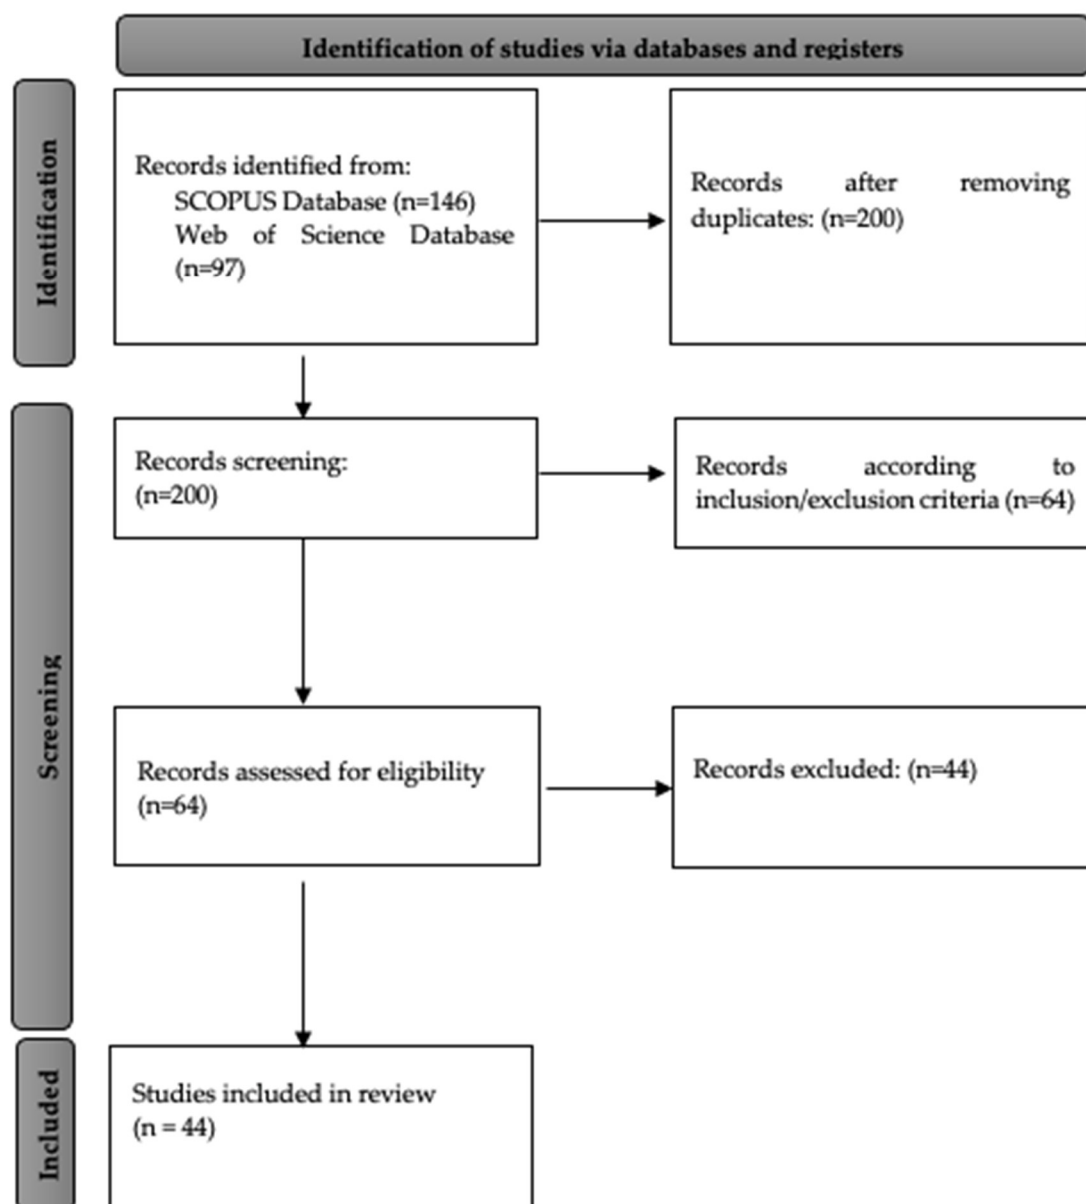 Identification of studies via databases and registers
Identification
Records identified from:
SCOPUS Database (n=146)
Web of Science Database
(n=97)
Records after removing
duplicates: (n=200)
Screening
Records screening:
(n=200)
Records according to
inclusion/exclusion criteria (n=64)
Records assessed for eligibility
(n=64)
Records excluded: (n=44)
Included
Studies included in review
(n = 44)